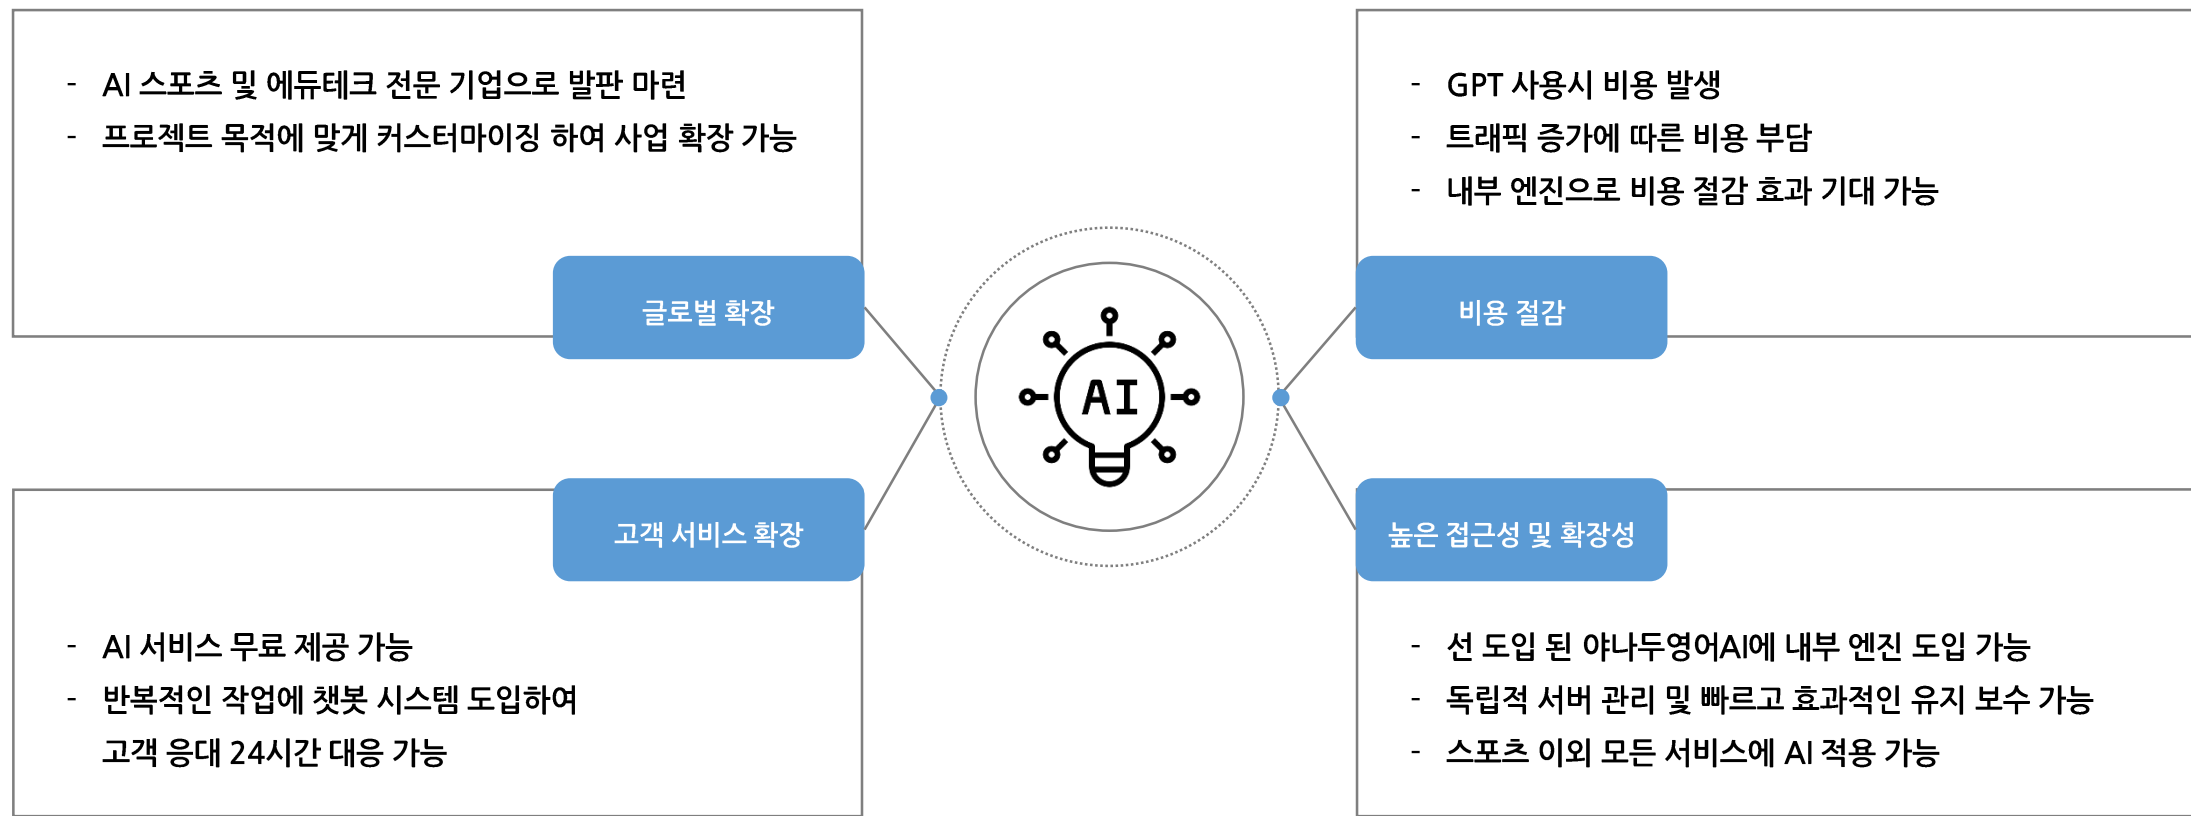 - AI 스포츠 및 에듀테크 전문 기업으로 발판 마련
- 프로젝트 목적에 맞게 커스터마이징 하여 사업 확장 가능
글로벌 확장
- GPT 사용시 비용 발생
- 트래픽 증가에 따른 비용 부담
- 내부 엔진으로 비용 절감 효과 기대 가능
비용 절감
AI
고객 서비스 확장
- AI 서비스 무료 제공 가능
- 반복적인 작업에 챗봇 시스템 도입하여
고객 응대 24시간 대응 가능
높은 접근성 및 확장성
- 선 도입 된 야나두영어AI에 내부 엔진 도입 가능
- 독립적 서버 관리 및 빠르고 효과적인 유지 보수 가능
- 스포츠 이외 모든 서비스에 AI 적용 가능